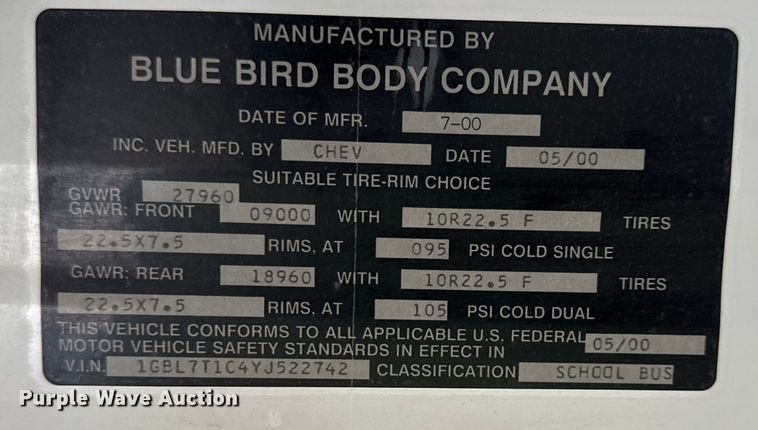 MANUFACTURED BY
BLUE BIRD BODY COMPANY
DATE OF MFR. 7-00
INC. VEH. MFD. BY CHEV DATE 05/00
SUITABLE TIRE-RIM CHOICE
GVWR 27960
GAWR: FRONT 09000 WITH 10R22.5 F TIRES
22.5X7.5 RIMS, AT 095 PSI COLD SINGLE
GAWR: REAR 18960 WITH 10R22.5 F TIRES
22.5X7.5 RIMS, AT 105 PSI COLD DUAL
THIS VEHICLE CONFORMS TO ALL APPLICABLE U.S. FEDERAL
MOTOR VEHICLE SAFETY STANDARDS IN EFFECT IN 05/00
V.I.N. 1GBL7T1C4YJ522742 CLASSIFICATION SCHOOL BUS
Purple Wave Auction